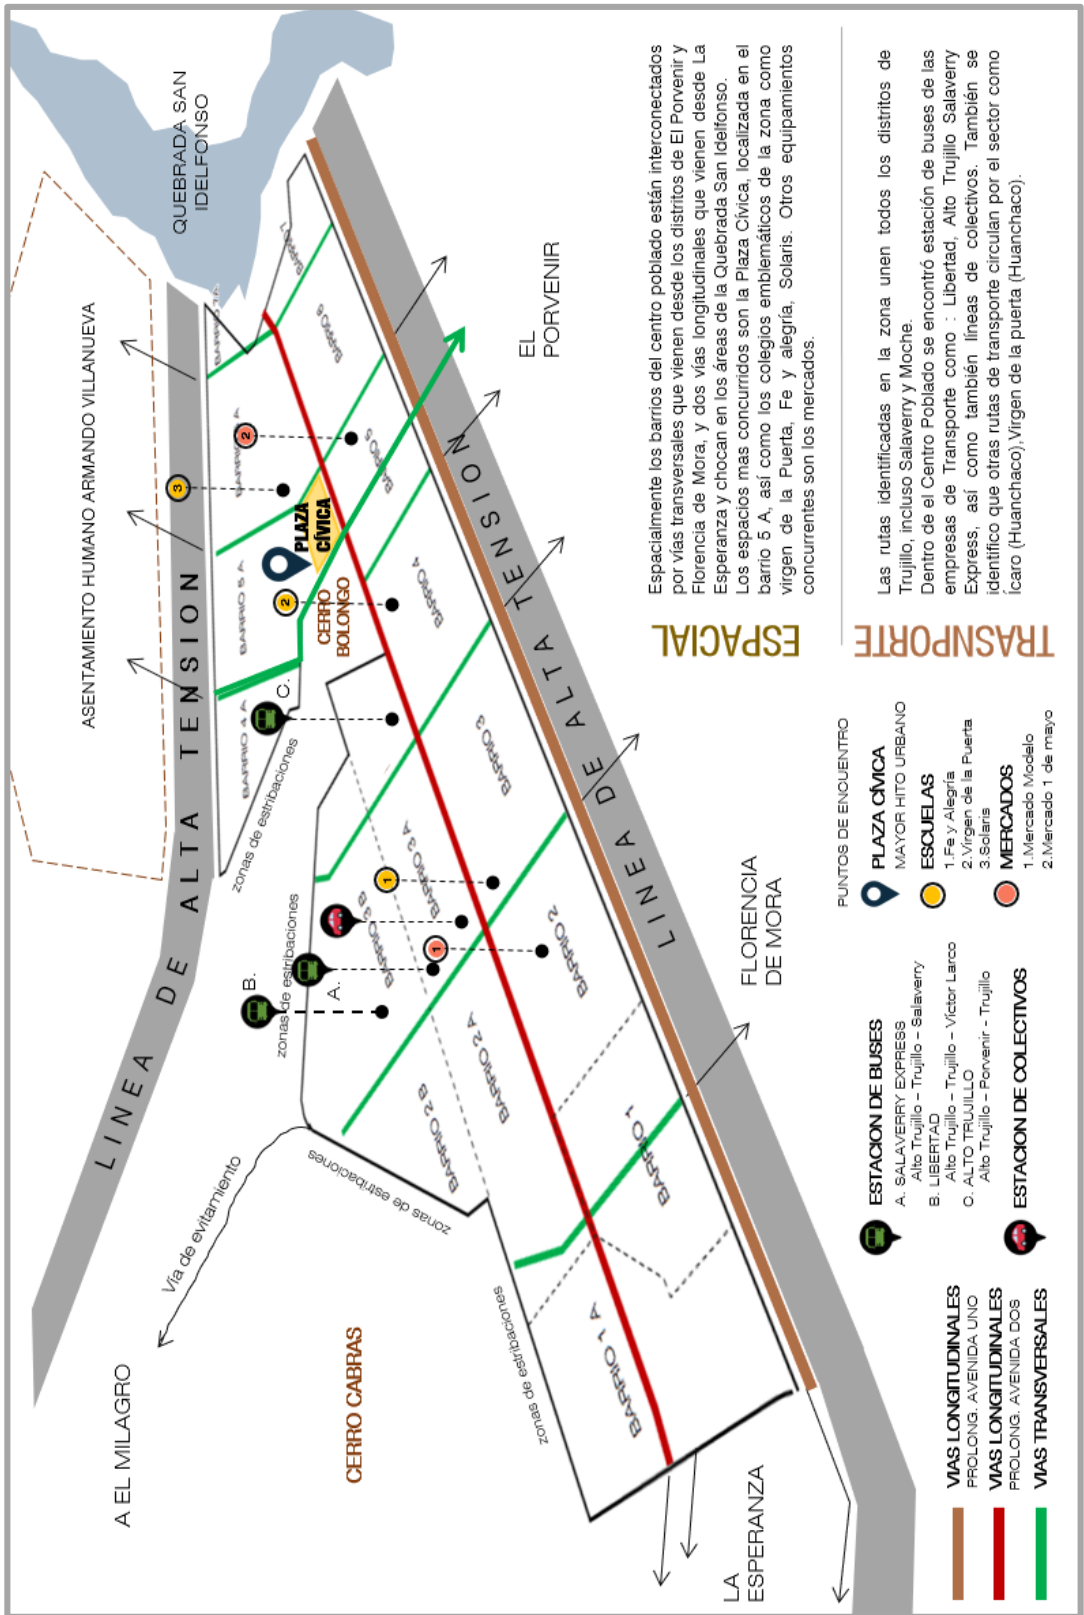 QUEBRADA SAN
IDELFONSO
ASENTAMIENTO HUMANO ARMANDO VILLANUEVA
LINEA DE ALTA TENSION
A EL MILAGRO
Vía de evitamiento
CERRO CABRAS
zonas de estribaciones
zonas de estribaciones
zonas de estribaciones
zonas de estribaciones
BARRIO 7
BARRIO 6
BARRIO 5
BARRIO 5 A
BARRIO 4 A
BARRIO 4
BARRIO 3
BARRIO 3 A
BARRIO 3 B
BARRIO 2
BARRIO 2 A
BARRIO 2 B
BARRIO 1
BARRIO 1 A
3
2
2
1
1
PLAZA
CÍVICA
CERRO
BOLONGO
A.
B.
C.
LINEA DE ALTA TENSION
EL
PORVENIR
FLORENCIA
DE MORA
LA
ESPERANZA
VIAS LONGITUDINALES
PROLONG. AVENIDA UNO
VIAS LONGITUDINALES
PROLONG. AVENIDA DOS
VIAS TRANSVERSALES
ESTACION DE BUSES
A. SALAVERRY EXPRESS
Alto Trujillo - Trujillo - Salaverry
B. LIBERTAD
Alto Trujillo - Trujillo - Víctor Larco
C. ALTO TRUJILLO
Alto Trujillo - Porvenir - Trujillo
ESTACION DE COLECTIVOS
PUNTOS DE ENCUENTRO
PLAZA CÍVICA
MAYOR HITO URBANO
ESCUELAS
1.Fe y Alegría
2.Virgen de la Puerta
3.Solaris
MERCADOS
1.Mercado Modelo
2.Mercado 1 de mayo
ESPACIAL
Espacialmente los barrios del centro poblado están interconectados
por vías transversales que vienen desde los distritos de El Porvenir y
Florencia de Mora, y dos vías longitudinales que vienen desde La
Esperanza y chocan en los áreas de la Quebrada San Idelfonso.
Los espacios mas concurridos son la Plaza Cívica, localizada en el
barrio 5 A, así como los colegios emblemáticos de la zona como
virgen de la Puerta, Fe y alegría, Solaris. Otros equipamientos
concurrentes son los mercados.
TRASNPORTE
Las rutas identificadas en la zona unen todos los distritos de
Trujillo, incluso Salaverry y Moche.
Dentro de el Centro Poblado se encontró estación de buses de las
empresas de Transporte como : Libertad, Alto Trujillo Salaverry
Express, así como también líneas de colectivos. También se
identifico que otras rutas de transporte circulan por el sector como
Ícaro (Huanchaco),Virgen de la puerta (Huanchaco).